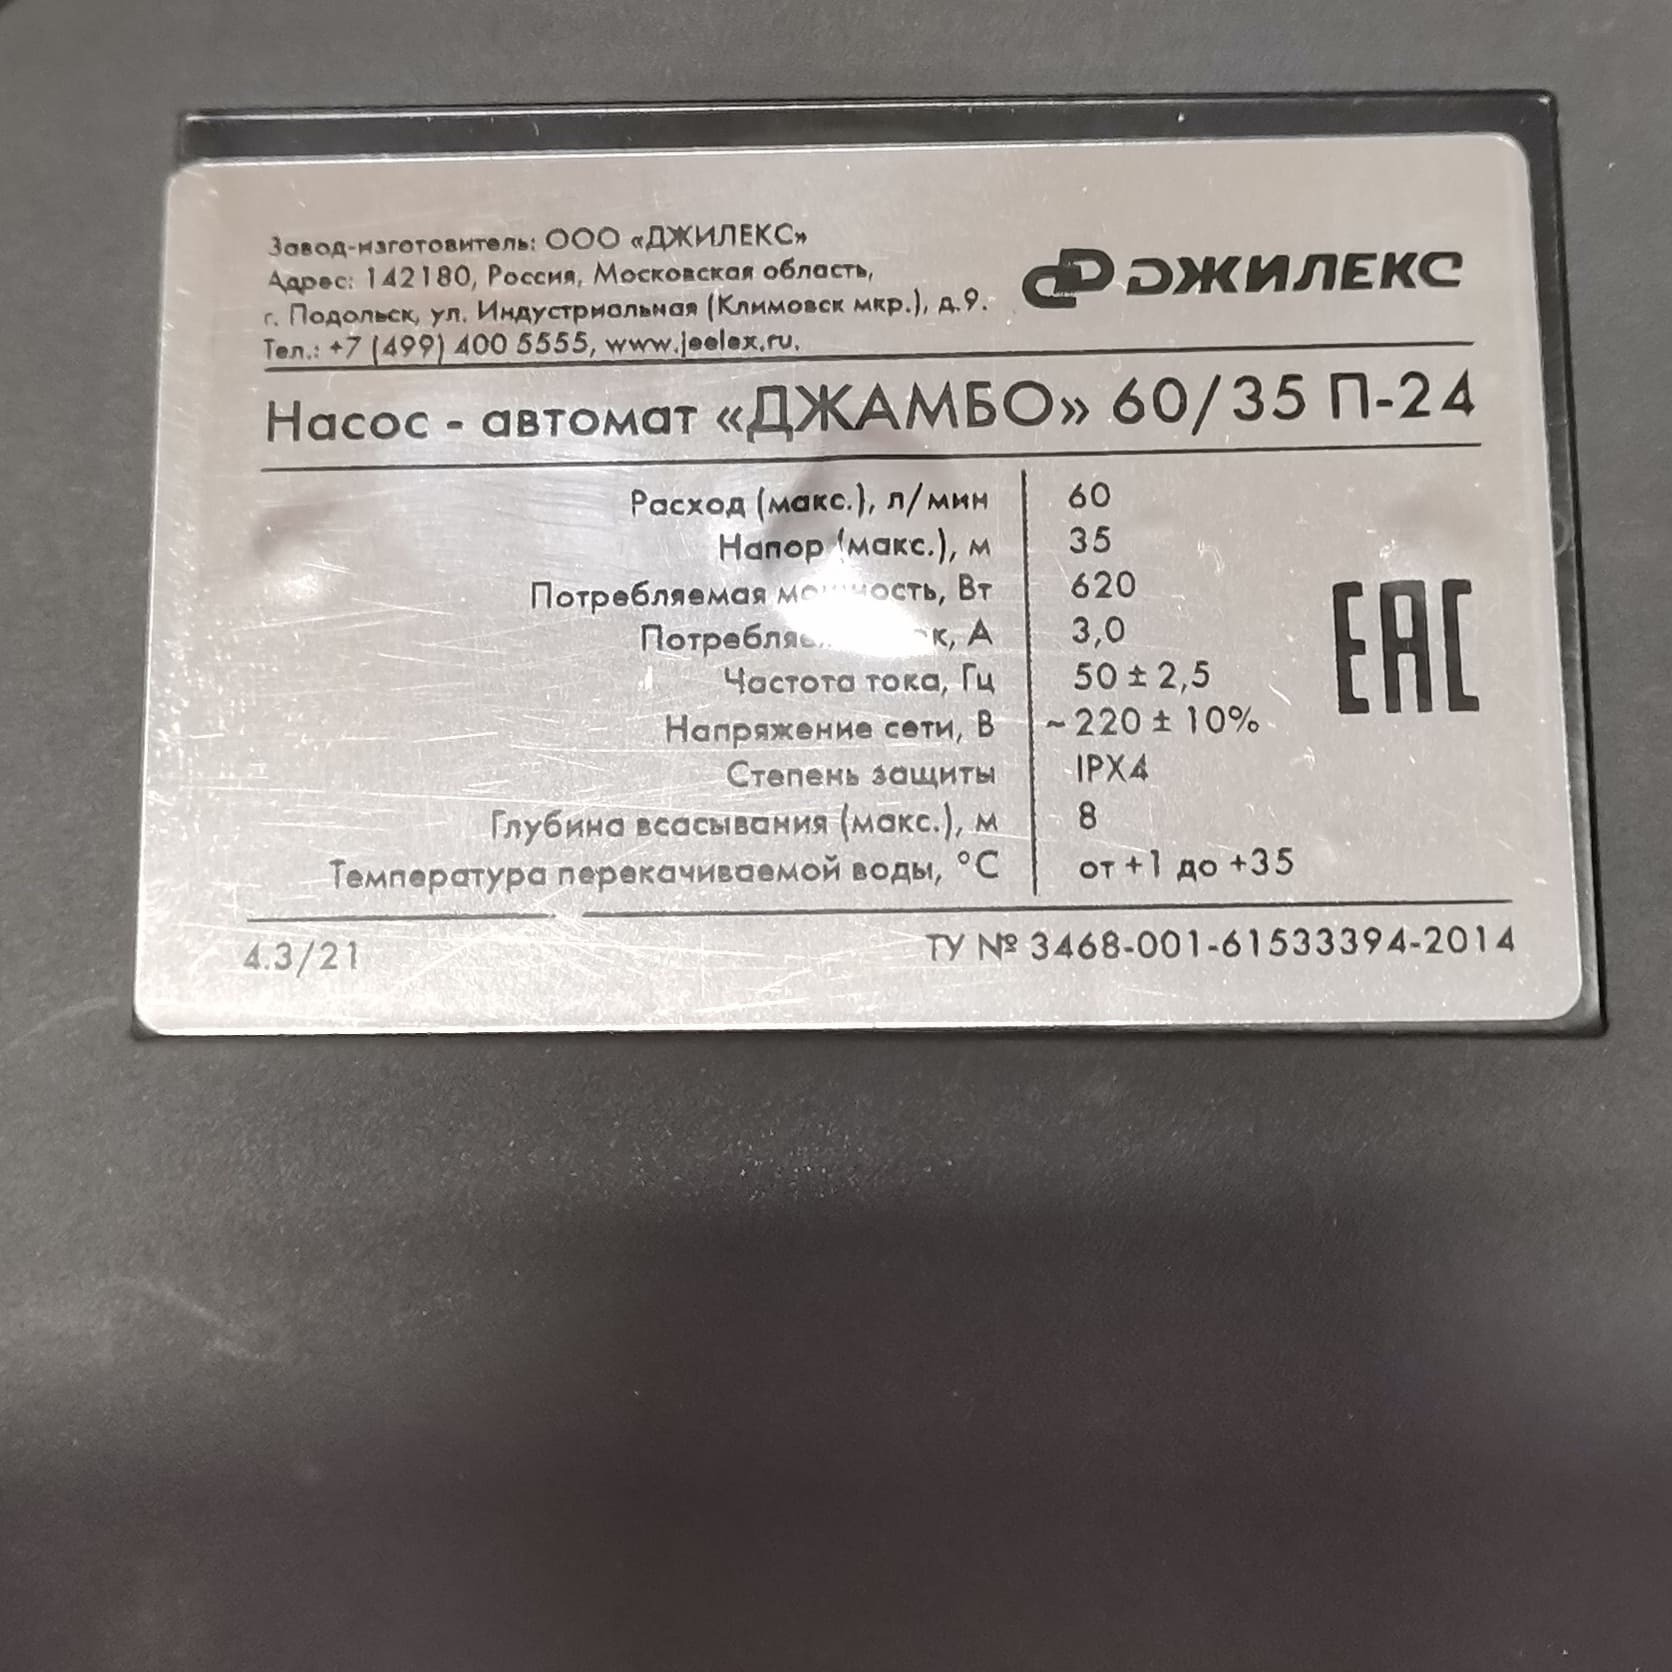 Завод-изготовитель: ООО «ДЖИЛЕКС»
Адрес: 142180, Россия, Московская область,
г. Подольск, ул. Индустриальная (Климовск мкр.), д.9.
Тел.: +7 (499) 400 5555, www.jeelex.ru.
ДЖИЛЕКС
Насос - автомат «ДЖАМБО» 60/35 П-24
Расход (макс.), л/мин 60
Напор (макс.), м 35
Потребляемая мощность, Вт 620
А 3,0
Частота тока, Гц 50 ± 2,5
Напряжение сети, В ~ 220 ± 10%
Степень защиты IPX4
Глубина всасывания (макс.), м 8
Температура перекачиваемой воды, °С от +1 до +35
EAC
4.3/21
ТУ № 3468-001-61533394-2014